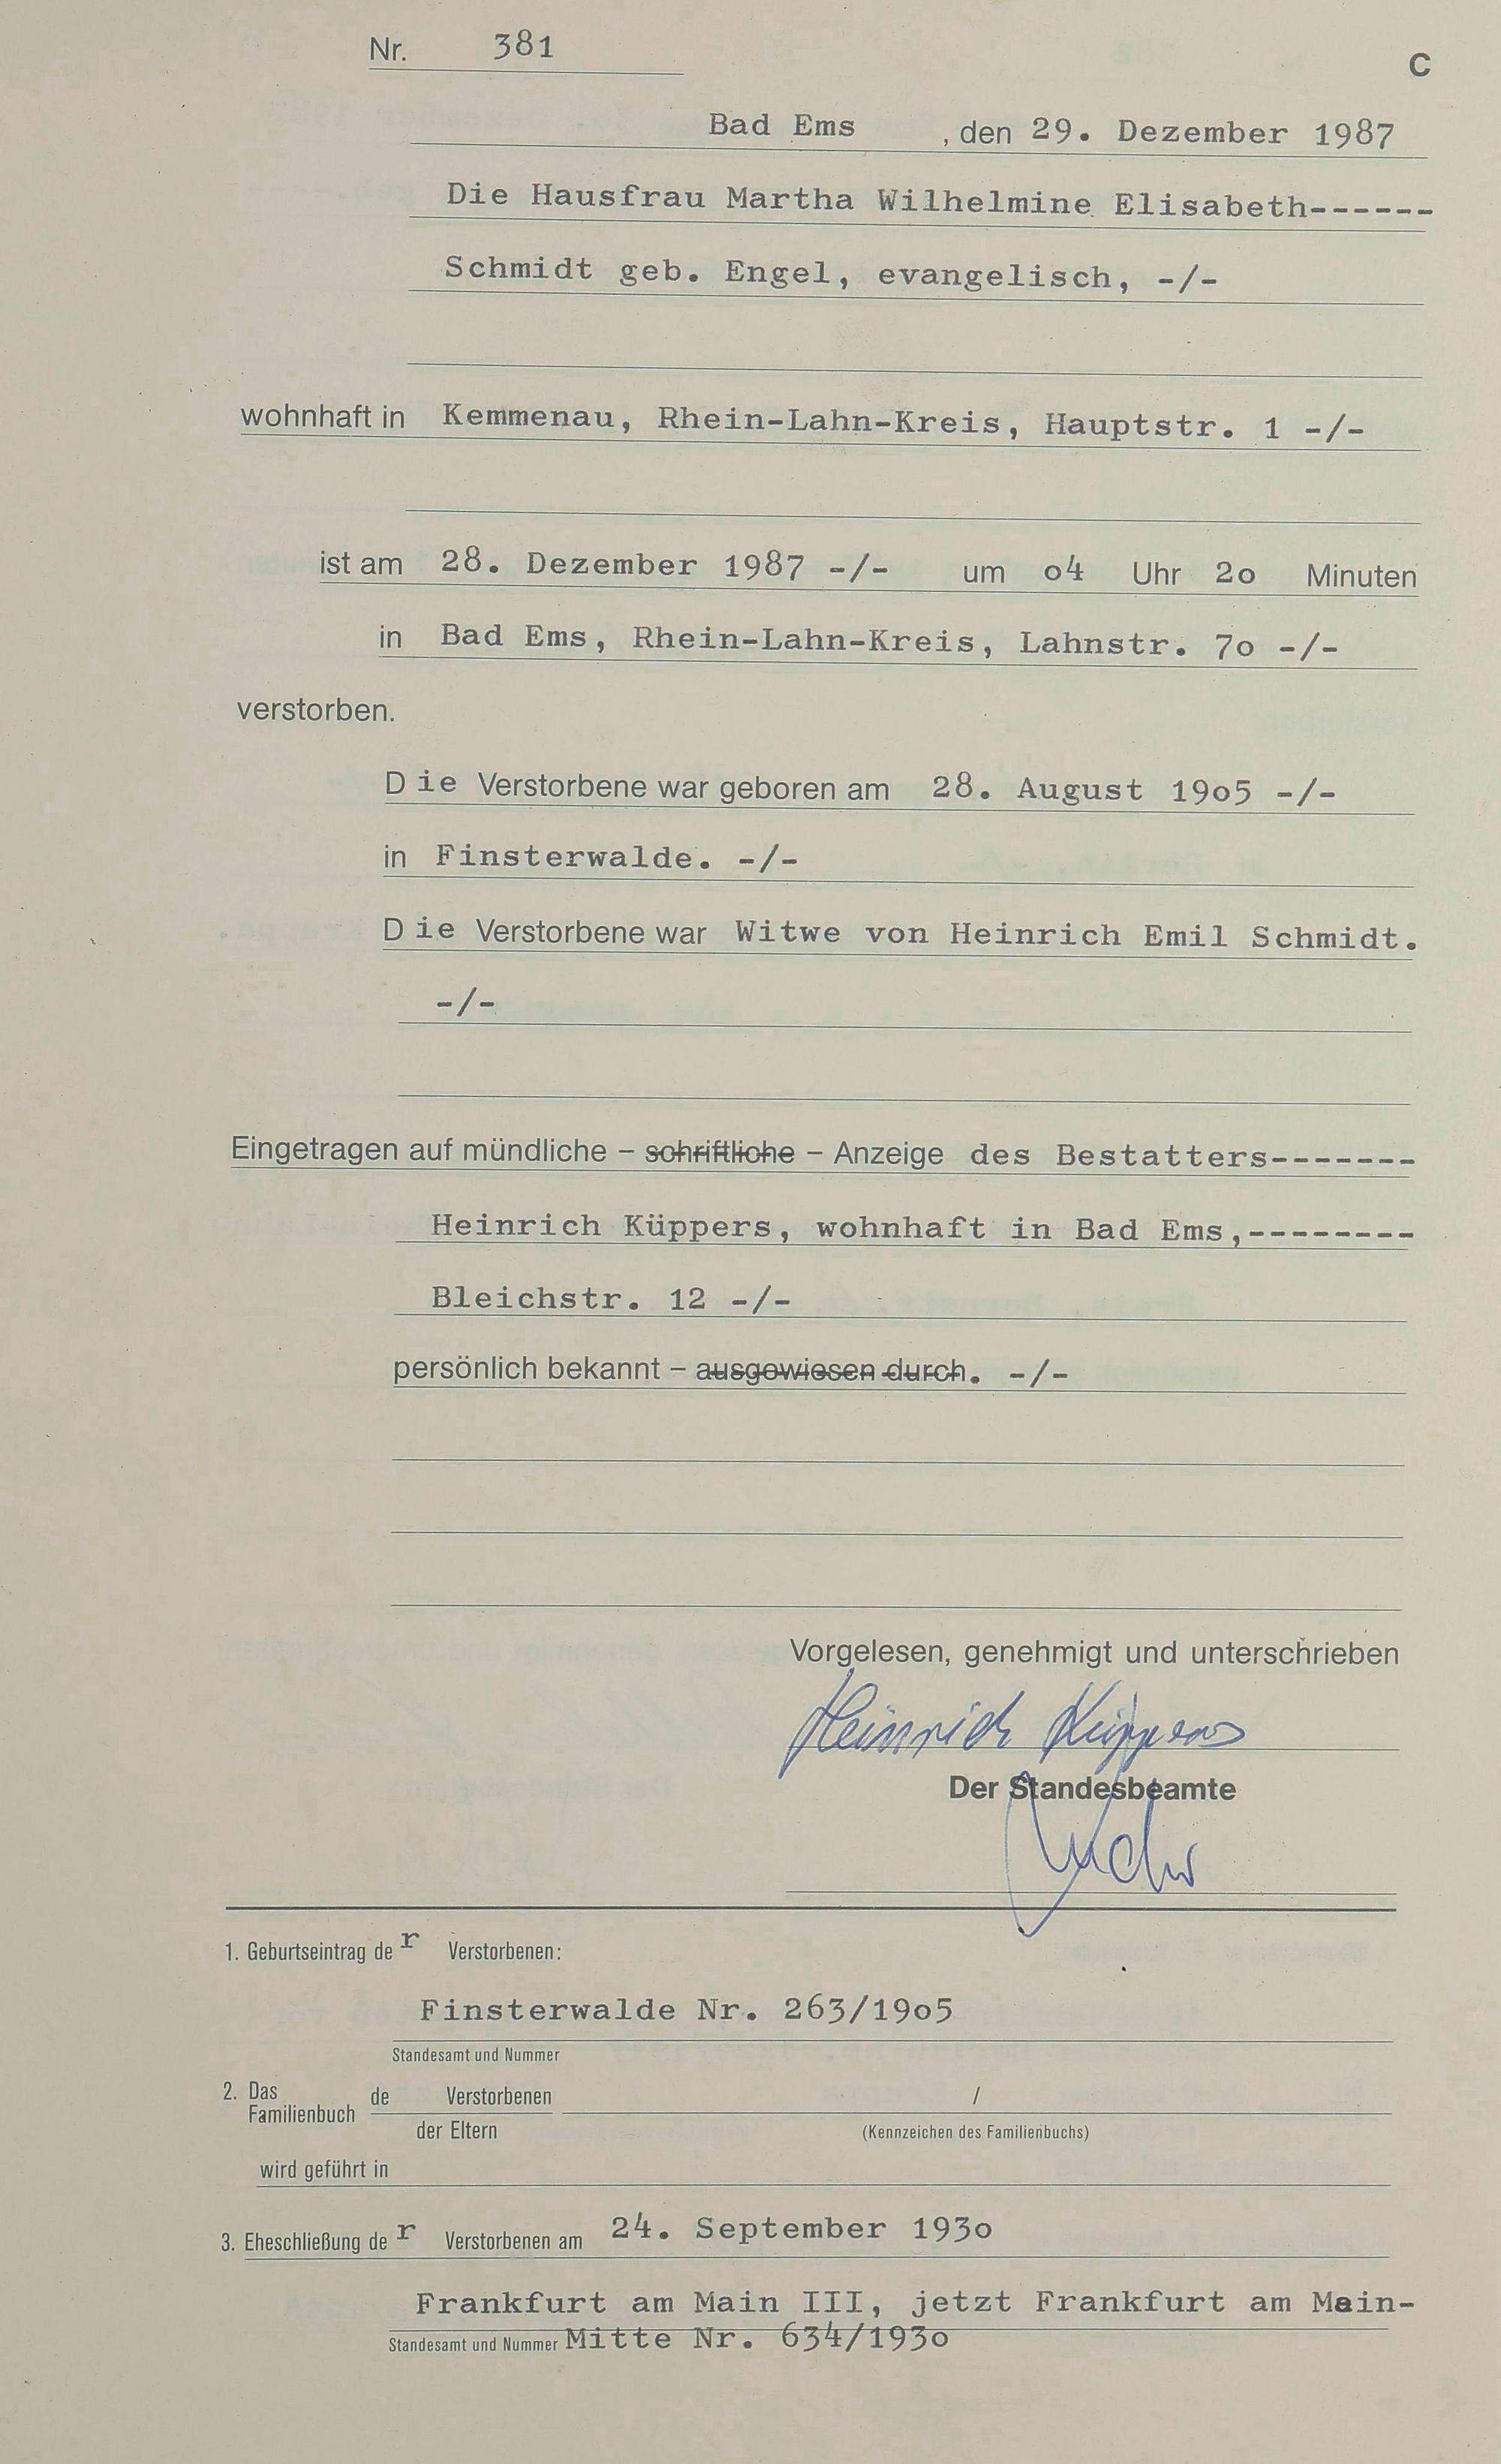 Nr. 381
C
Bad Ems , den 29. Dezember 1987
Die Hausfrau Martha Wilhelmine Elisabeth------
Schmidt geb. Engel, evangelisch, -/-
wohnhaft in Kemmenau, Rhein-Lahn-Kreis, Hauptstr. 1 -/-
ist am 28. Dezember 1987 -/- um o4 Uhr 2o Minuten
in Bad Ems, Rhein-Lahn-Kreis, Lahnstr. 7o -/-
verstorben.
Die Verstorbene war geboren am 28. August 19o5 -/-
in Finsterwalde. -/-
Die Verstorbene war Witwe von Heinrich Emil Schmidt.
-/-
Eingetragen auf mündliche – schriftliche – Anzeige des Bestatters-------
Heinrich Küppers, wohnhaft in Bad Ems,--------
Bleichstr. 12 -/-
persönlich bekannt – ausgewiesen durch. -/-
Vorgelesen, genehmigt und unterschrieben
Heinrich Küppers
Der Standesbeamte
1. Geburtseintrag der Verstorbenen:
Finsterwalde Nr. 263/19o5
Standesamt und Nummer
2. Das Familienbuch de Verstorbenen /
der Eltern (Kennzeichen des Familienbuchs)
wird geführt in
3. Eheschließung der Verstorbenen am 24. September 193o
Frankfurt am Main III, jetzt Frankfurt am Main-
Standesamt und Nummer Mitte Nr. 634/193o